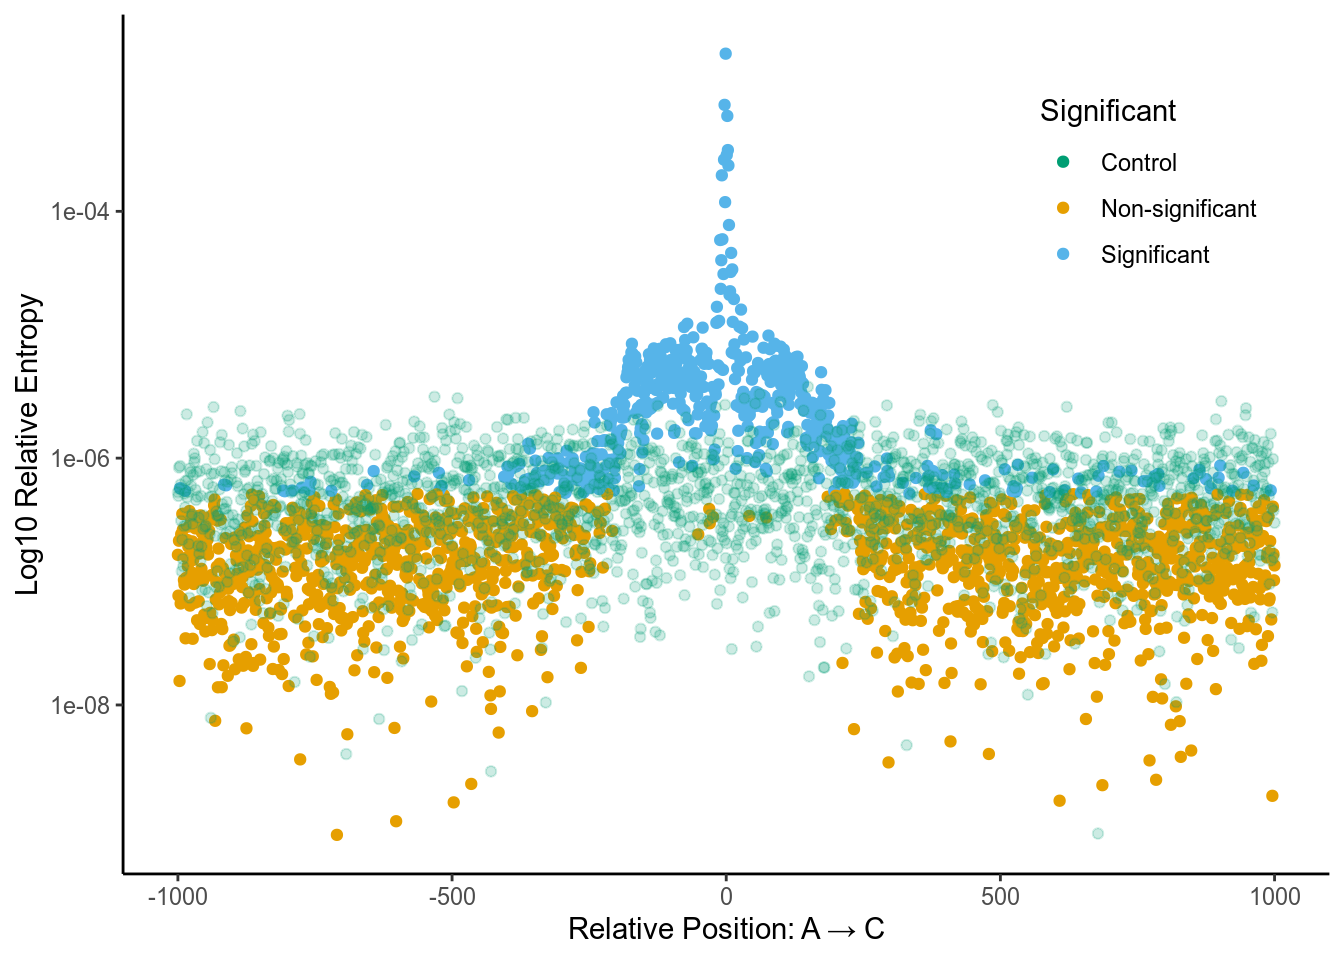 Significant
Control
Non-significant
Significant
Log10 Relative Entropy
1e-04
1e-06
1e-08
-1000 -500 0 500 1000
Relative Position: A → C